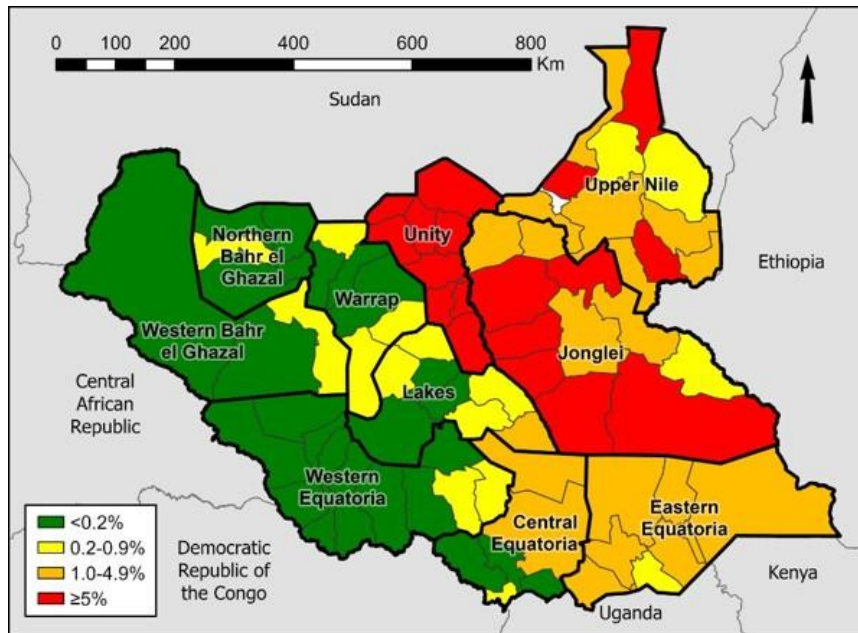 0 100 200 400 600 800
Km
Sudan
Upper Nile
Northern
Bahr el
Ghazal
Unity
Ethiopia
Warrap
Western Bahr
el Ghazal
Jonglei
Central
African
Republic
Lakes
Western
Equatoria
Eastern
Equatoria
Central
Equatoria
<0.2%
0.2-0.9%
1.0-4.9%
≥5%
Democratic
Republic of
the Congo
Kenya
Uganda